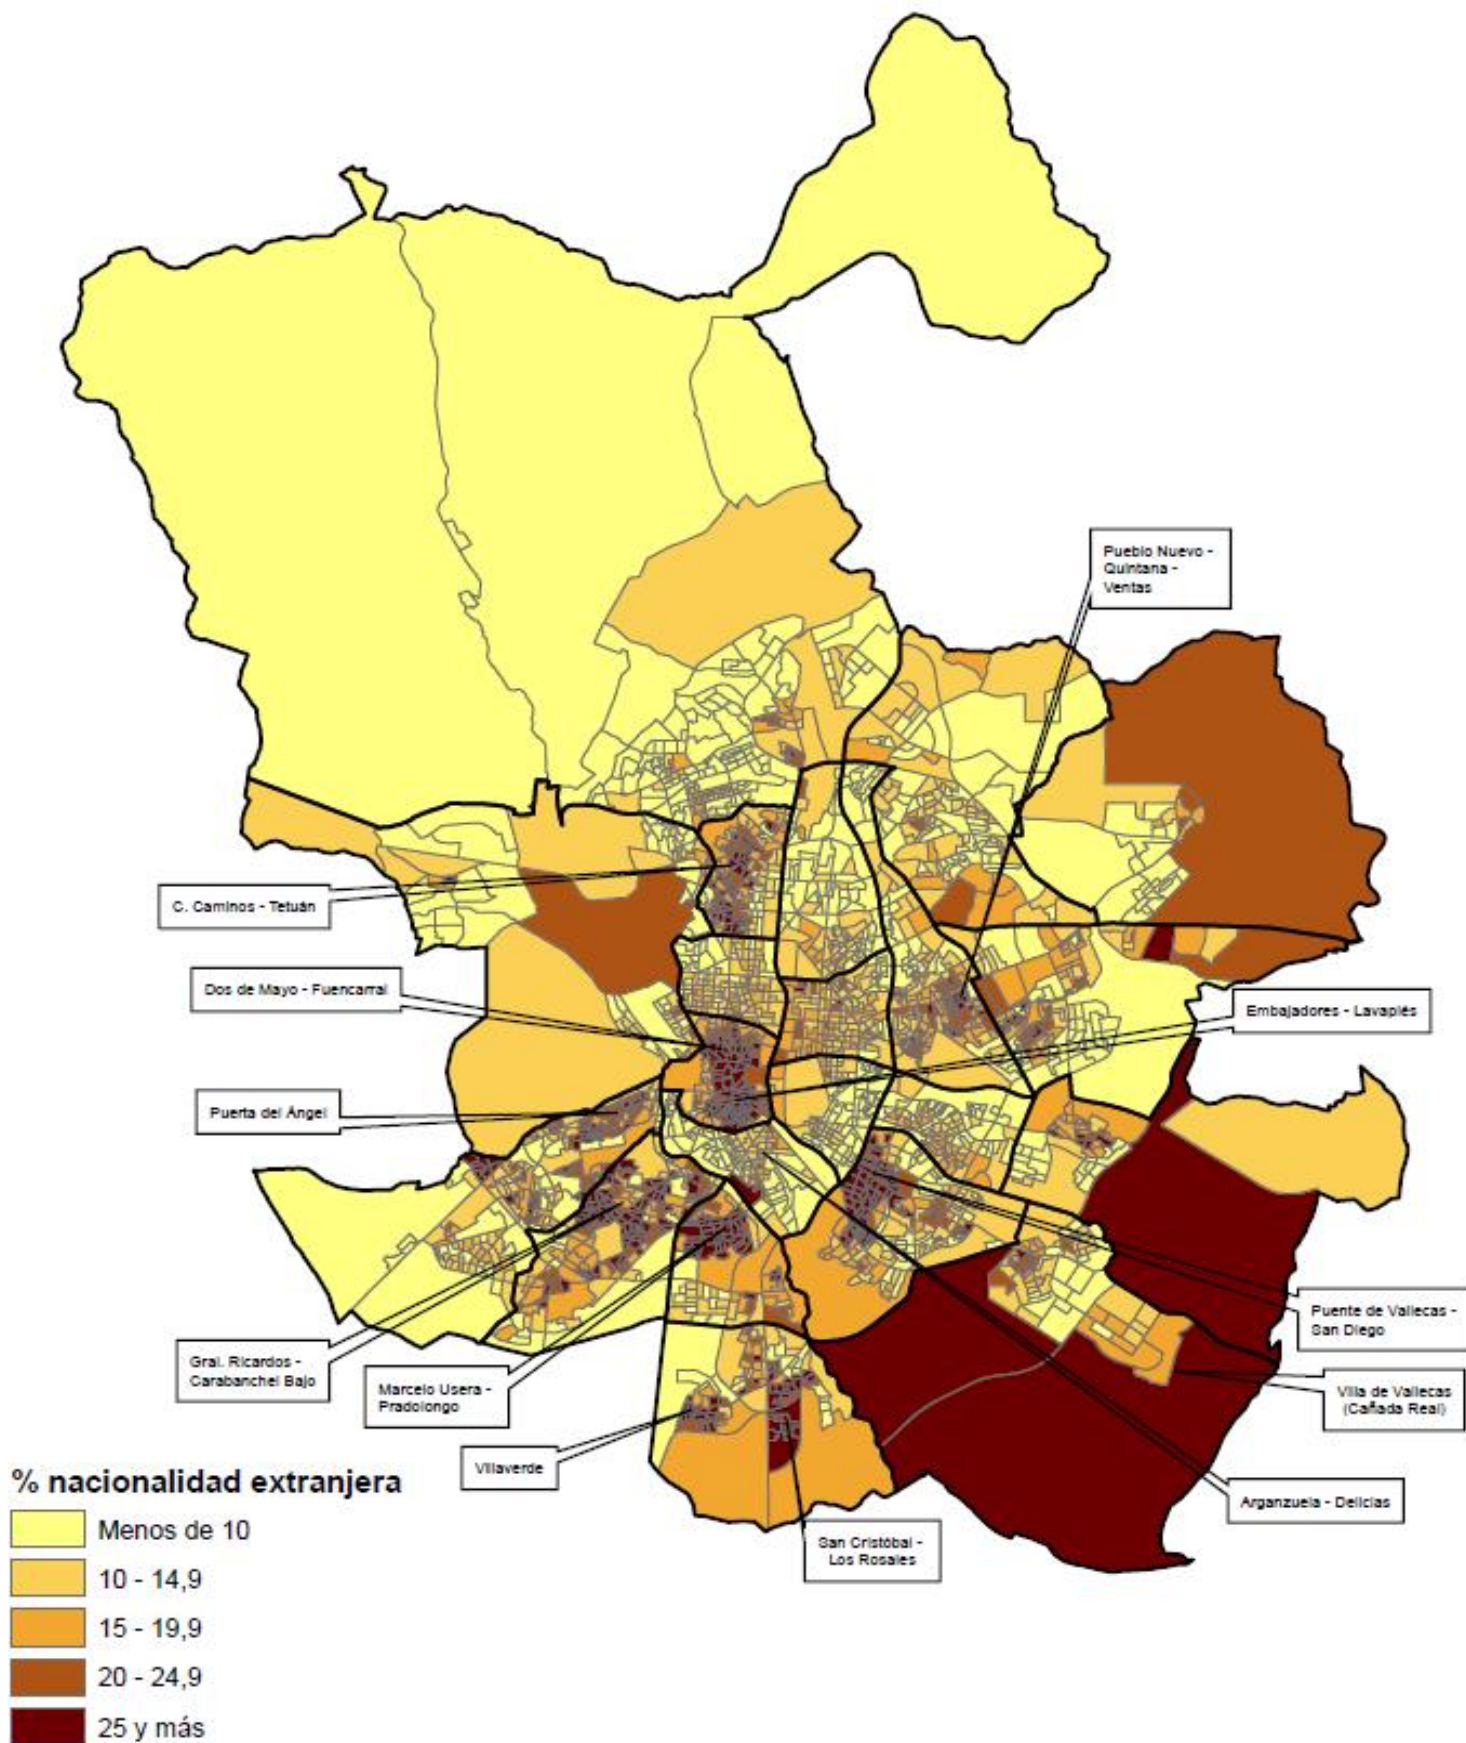 Pueblo Nuevo -
Quintana -
Ventas
C. Caminos - Tetuán
Dos de Mayo - Fuencarral
Embajadores - Lavapiés
Puerta del Ángel
Puente de Vallecas -
San Diego
Gral. Ricardos -
Carabanchel Bajo
Marcelo Usera -
Pradolongo
Villa de Vallecas
(Cañada Real)
Villaverde
Arganzuela - Delicias
San Cristóbal -
Los Rosales
% nacionalidad extranjera
Menos de 10
10 - 14,9
15 - 19,9
20 - 24,9
25 y más